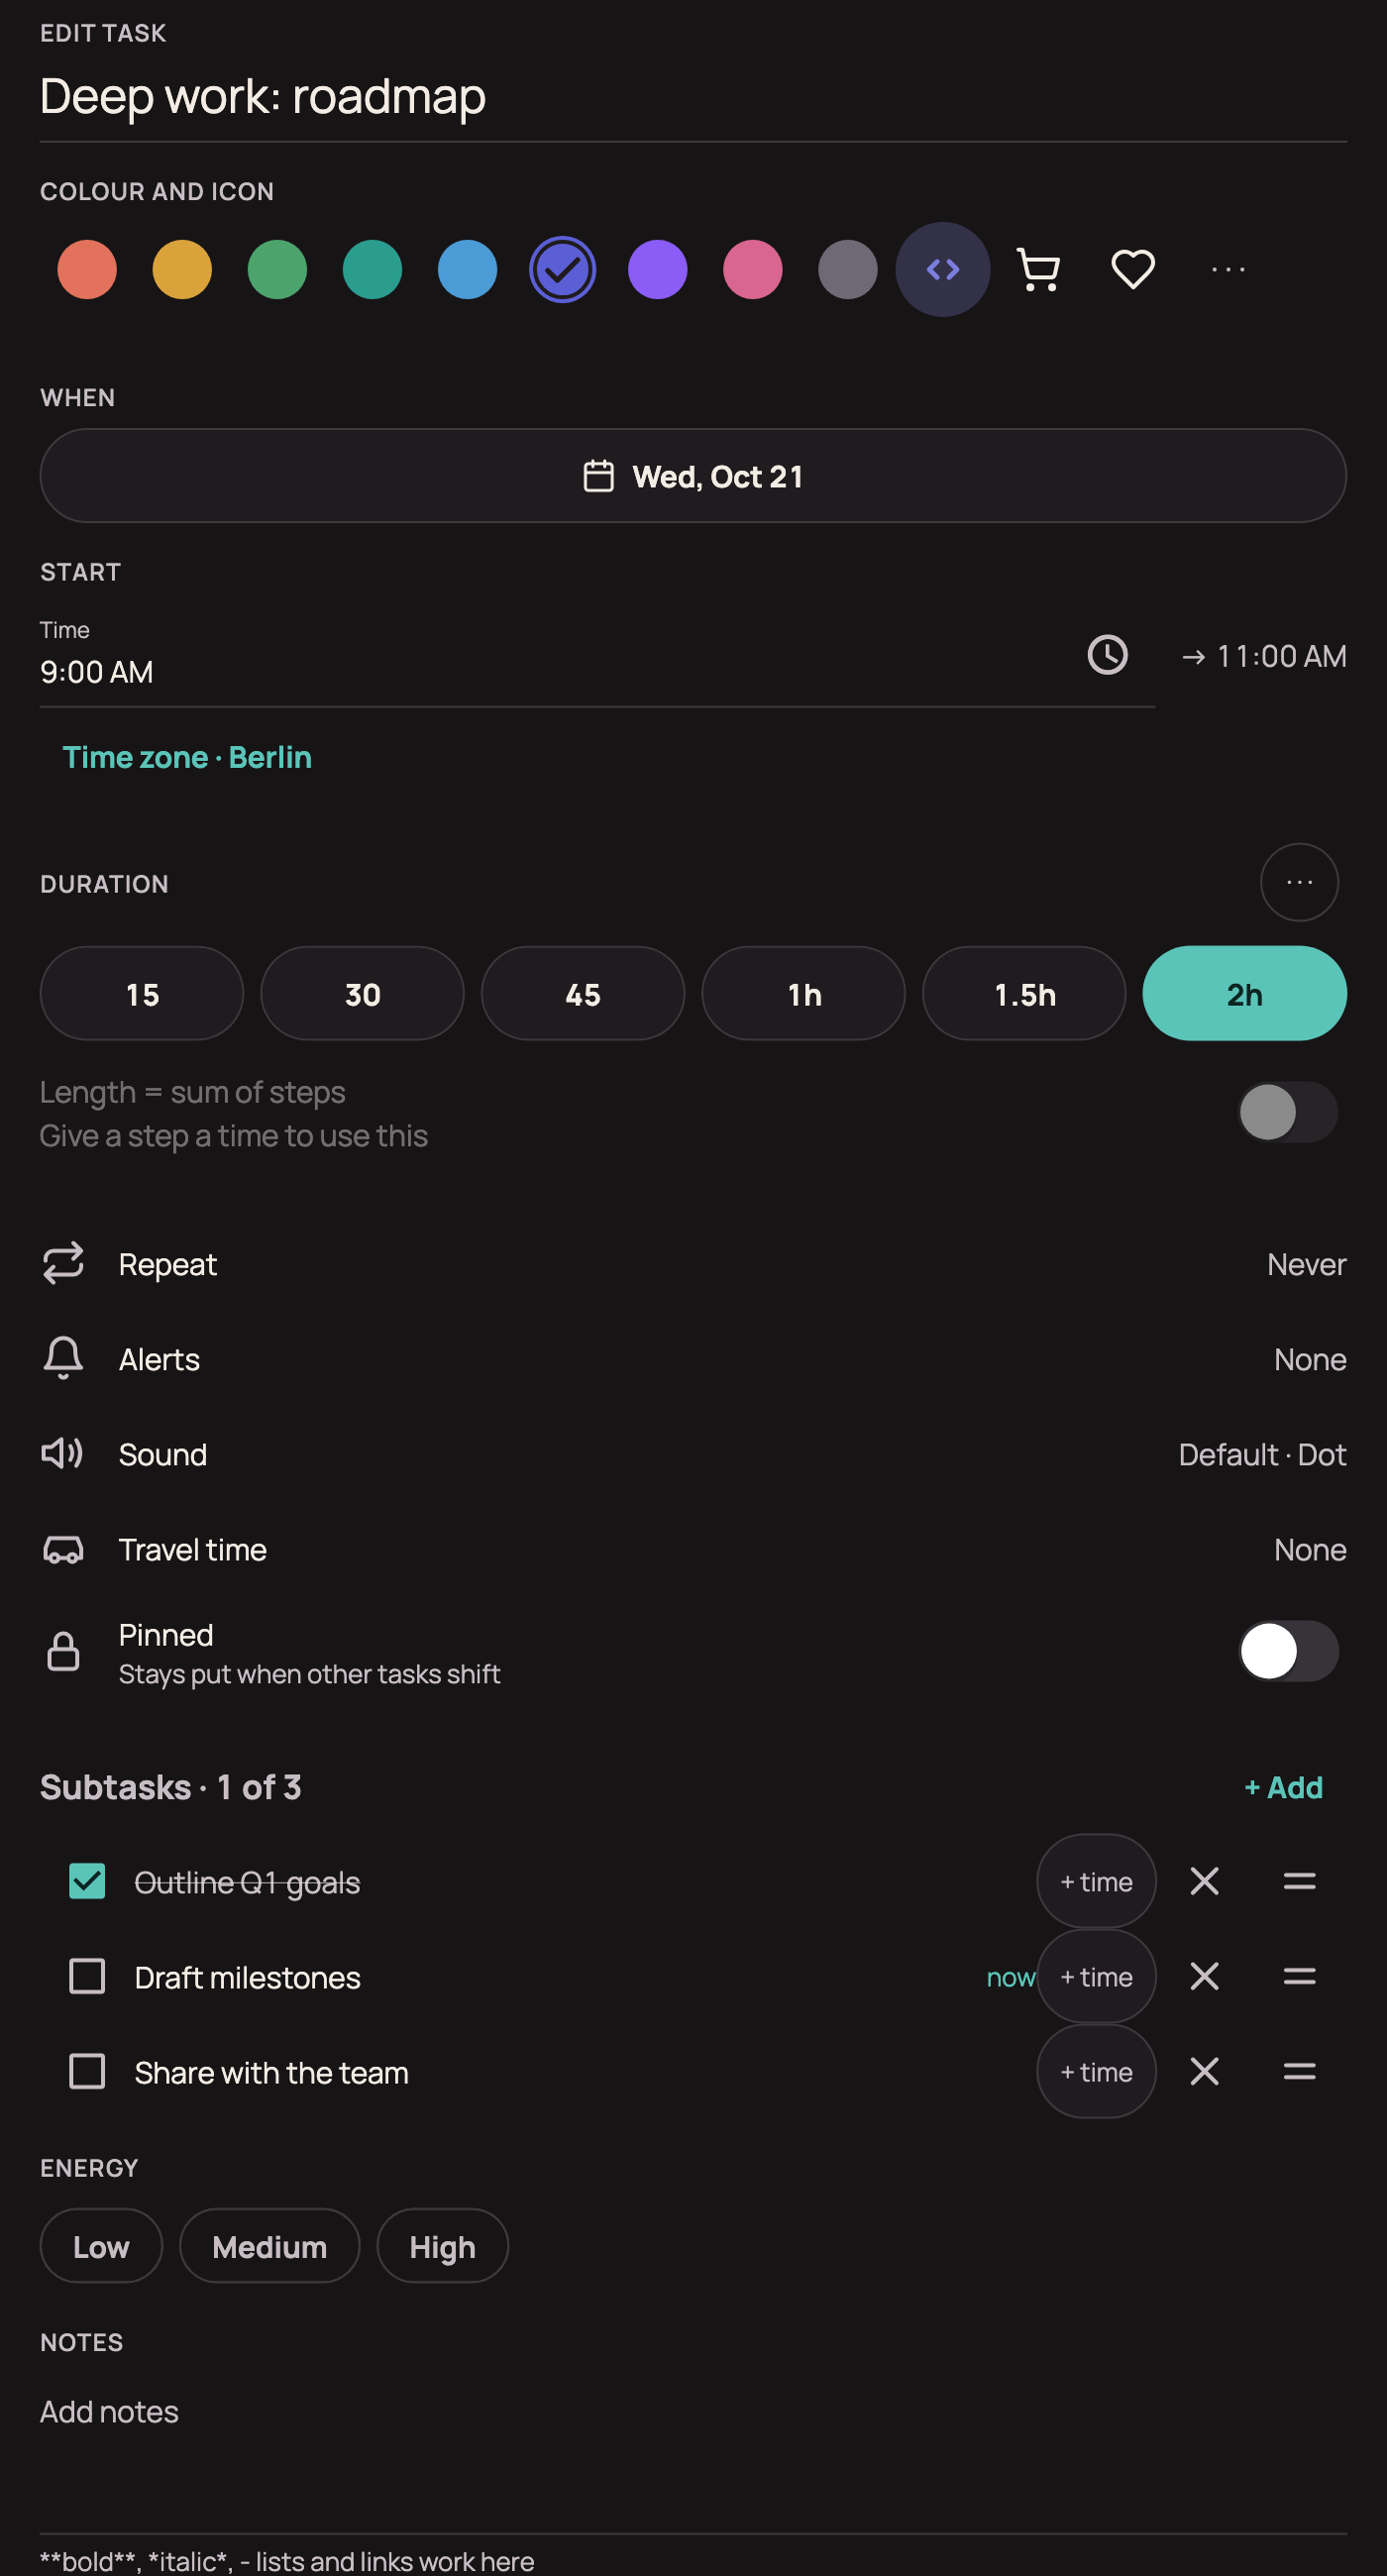 EDIT TASK
Deep work: roadmap
COLOUR AND ICON
WHEN
Wed, Oct 21
START
Time
9:00 AM
→ 11:00 AM
Time zone · Berlin
DURATION
15 30 45 1h 1.5h 2h
Length = sum of steps
Give a step a time to use this
Repeat Never
Alerts None
Sound Default · Dot
Travel time None
Pinned
Stays put when other tasks shift
Subtasks · 1 of 3 + Add
Outline Q1 goals + time
Draft milestones now + time
Share with the team + time
ENERGY
Low Medium High
NOTES
Add notes
**bold**, *italic*, - lists and links work here